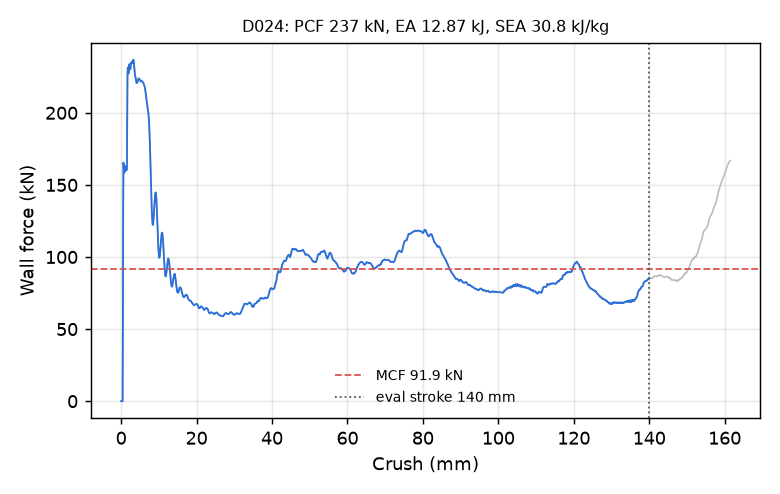 D024: PCF 237 kN, EA 12.87 kJ, SEA 30.8 kJ/kg
Wall force (kN)
200
150
100
50
0
MCF 91.9 kN
eval stroke 140 mm
0 20 40 60 80 100 120 140 160
Crush (mm)